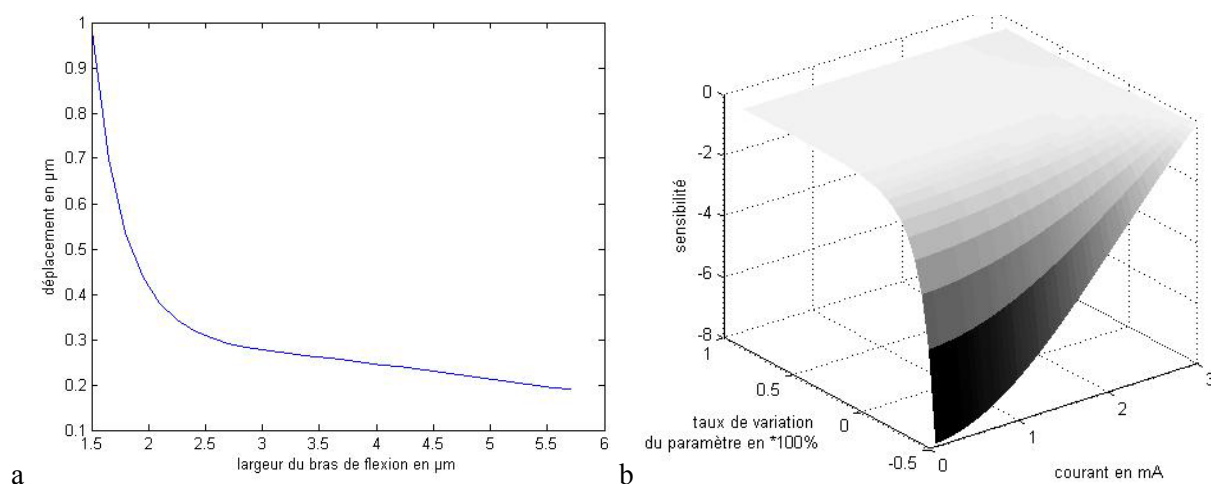 1
0.9
0.8
0.7
0.6
0.5
0.4
0.3
0.2
0.1
déplacement en µm
1.5 2 2.5 3 3.5 4 4.5 5 5.5 6
largeur du bras de flexion en µm
a
0
-2
-4
-6
-8
sensibilité
1
0.5
0
-0.5
taux de variation
du paramètre en *100%
0
1
2
3
courant en mA
b